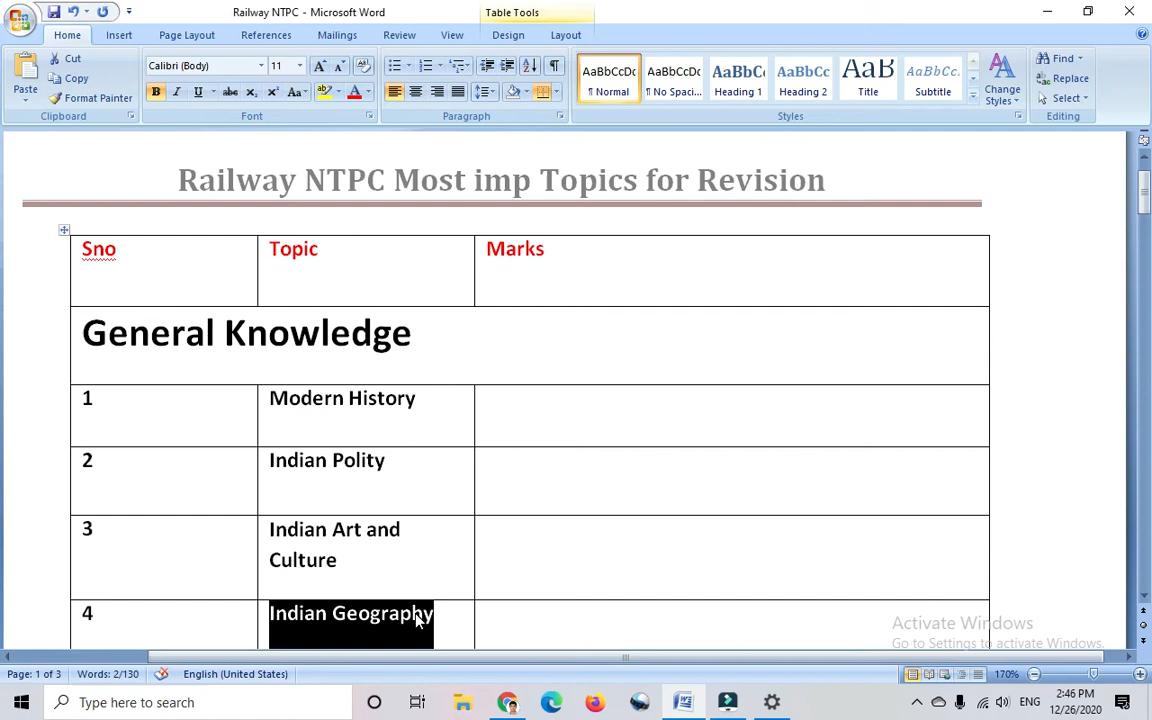 Railway NTPC - Microsoft Word
Table Tools
Home Insert Page Layout References Mailings Review View Design Layout
Paste
Cut
Copy
Format Painter
Clipboard
Calibri (Body) 11
Font
Paragraph
AaBbCcDc AaBbCcDc AaBbC AaBbCc AaB AaBbCc.
¶ Normal ¶ No Spaci... Heading 1 Heading 2 Title Subtitle
Change
Styles
Styles
Find
Replace
Select
Editing
Railway NTPC Most imp Topics for Revision
Sno Topic Marks
General Knowledge
1 Modern History
2 Indian Polity
3 Indian Art and
Culture
4 Indian Geography
Activate Windows
Go to Settings to activate Windows.
Page: 1 of 3 Words: 2/130 English (United States) 170%
Type here to search
ENG
2:46 PM
12/26/2020